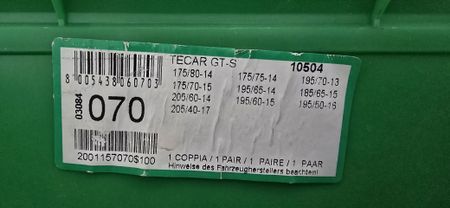 TECAR GT-S 10504
175/80-14 175/75-14 195/70-13
175/70-15 195/65-14 185/65-15
205/60-14 195/60-15 195/50-16
205/40-17
8 005438 060703
03084
070
2001157070$100
1 COPPIA / 1 PAIR / 1 PAIRE / 1 PAAR
Hinweise des Fahrzeugherstellers beachten!